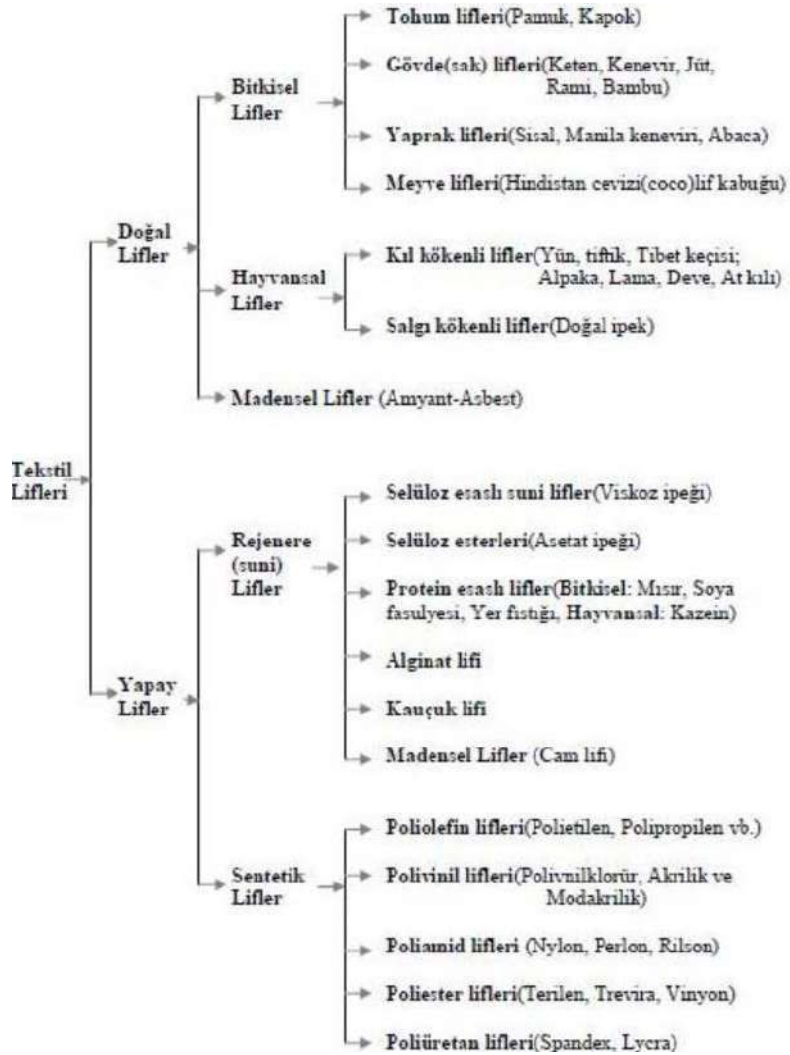 Tohum lifleri(Pamuk, Kapok)
Gövde(sak) lifleri(Keten, Kenevir, Jüt,
Rami, Bambu)
Bitkisel
Lifler
Yaprak lifleri(Sisal, Manila keneviri, Abaca)
Meyve lifleri(Hindistan cevizi(coco)lif kabuğu)
Doğal
Lifler
Hayvansal
Lifler
Kıl kökenli lifler(Yün, tiftik, Tibet keçisi;
Alpaka, Lama, Deve, At kılı)
Salgı kökenli lifler(Doğal ipek)
Madensel Lifler (Amyant-Asbest)
Tekstil
Lifleri
Selüloz esaslı suni lifler(Viskoz ipeği)
Rejenere
(suni)
Lifler
Selüloz esterleri(Asetat ipeği)
Protein esaslı lifler(Bitkisel: Mısır, Soya
fasulyesi, Yer fıstığı, Hayvansal: Kazein)
Alginat lifi
Yapay
Lifler
Kauçuk lifi
Madensel Lifler (Cam lifi)
Poliolefin lifleri(Polietilen, Polipropilen vb.)
Sentetik
Lifler
Polivinil lifleri(Polivnilklorür, Akrilik ve
Modakrilik)
Poliamid lifleri (Nylon, Perlon, Rilson)
Poliester lifleri(Terilen, Trevira, Vinyon)
Poliüretan lifleri(Spandex, Lycra)